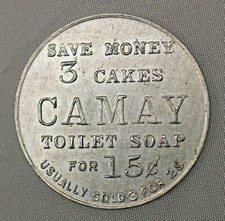 SAVE MONEY
3 CAKES
CAMAY
TOILET SOAP
FOR 15¢
USUALLY SOLD 3 FOR 25